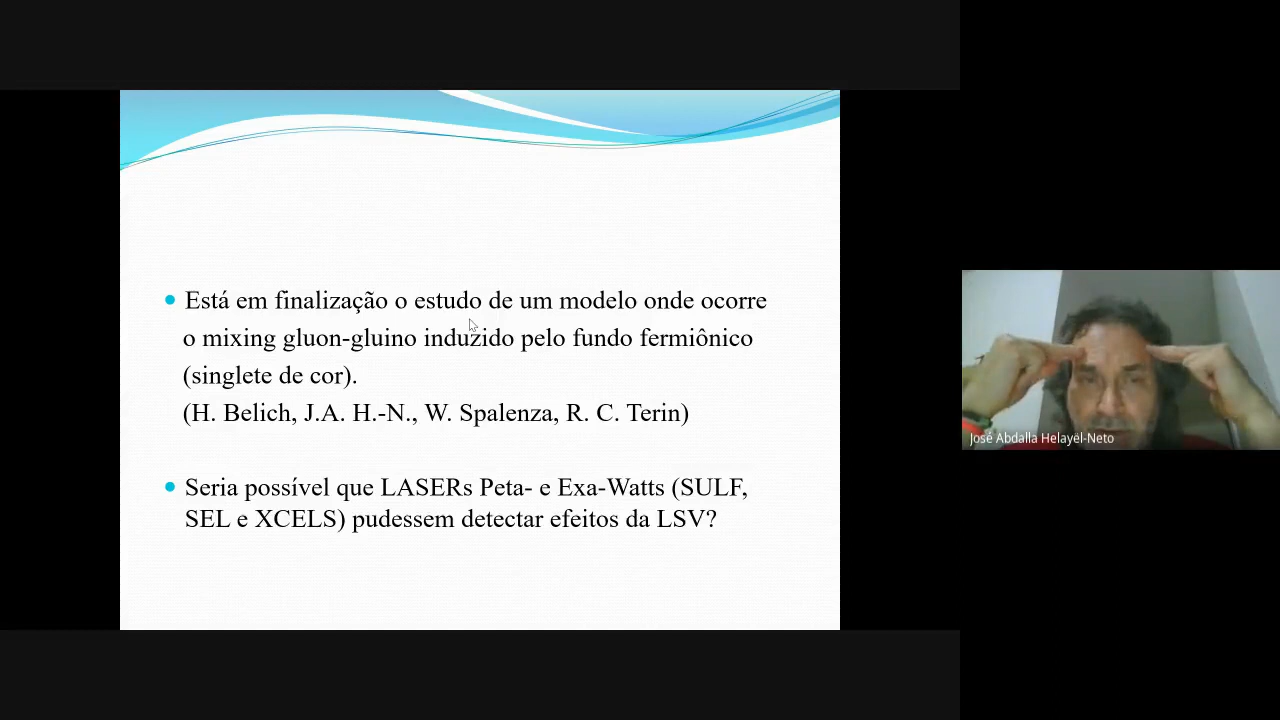 Está em finalização o estudo de um modelo onde ocorre
o mixing gluon-gluino induzido pelo fundo fermiônico
(singlete de cor).
(H. Belich, J.A. H.-N., W. Spalenza, R. C. Terin)
Seria possível que LASERs Peta- e Exa-Watts (SULF,
SEL e XCELS) pudessem detectar efeitos da LSV?
José Abdalla Helayël-Neto